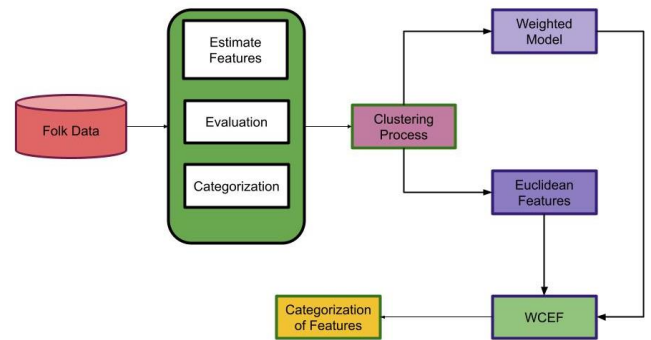 Folk Data
Estimate
Features
Evaluation
Categorization
Clustering
Process
Weighted
Model
Euclidean
Features
WCEF
Categorization
of Features